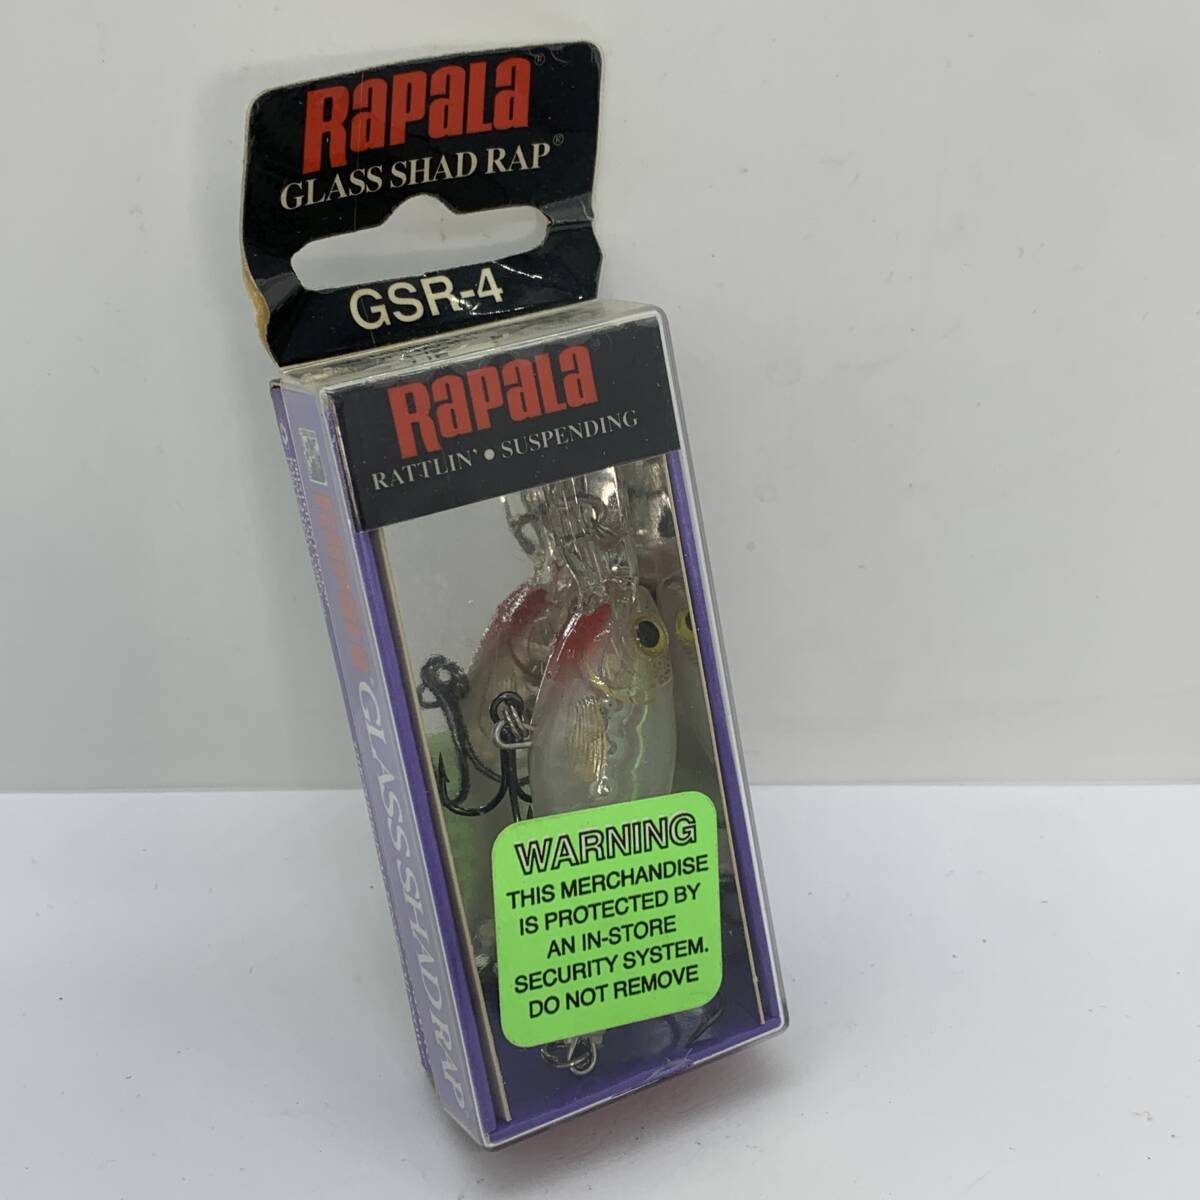 RAPALA®
GLASS SHAD RAP®
GSR-4
RAPALA
RATTLIN' • SUSPENDING
GLASS SHAD RAP
WARNING
THIS MERCHANDISE
IS PROTECTED BY
AN IN-STORE
SECURITY SYSTEM.
DO NOT REMOVE